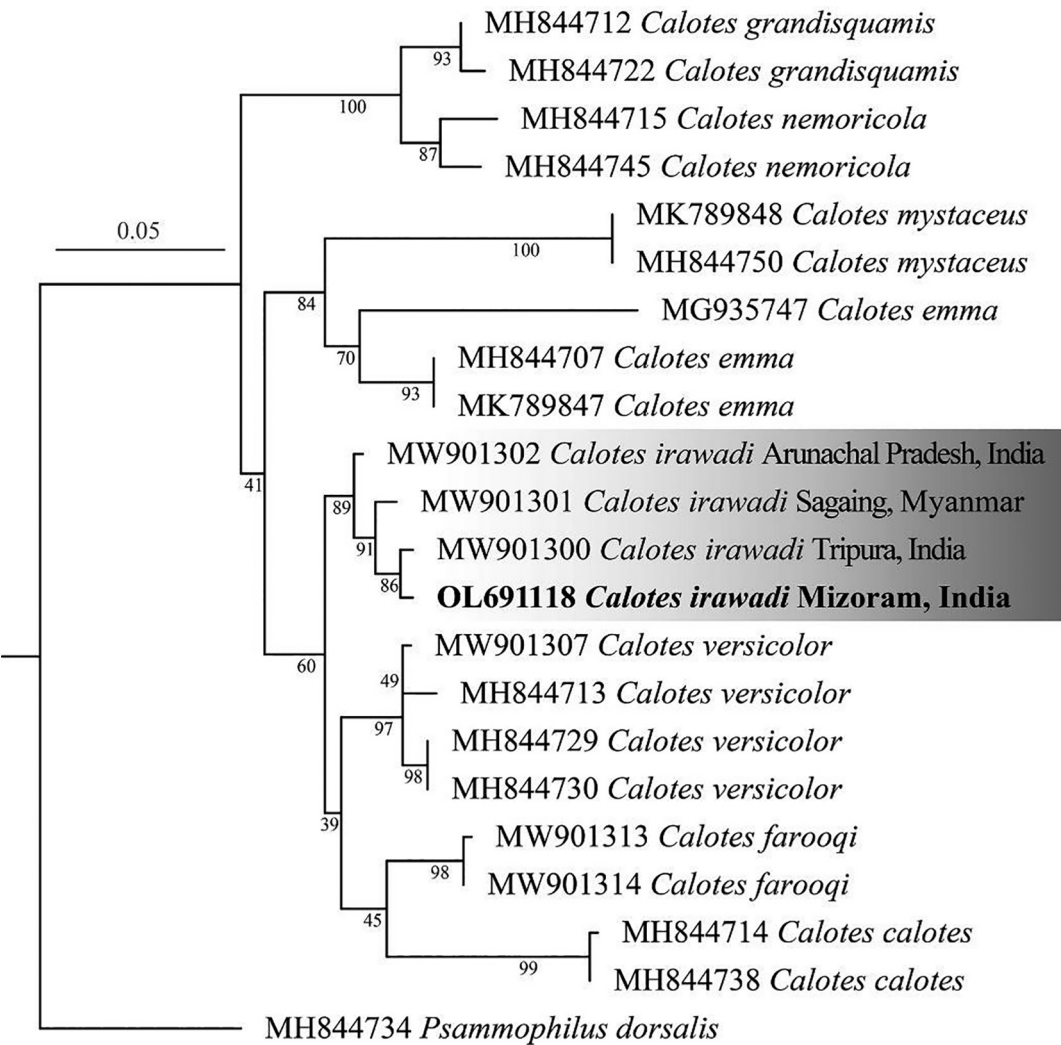 MH844712 Calotes grandisquamis
93
MH844722 Calotes grandisquamis
100
MH844715 Calotes nemoricola
87
MH844745 Calotes nemoricola
MK789848 Calotes mystaceus
0.05
100
MH844750 Calotes mystaceus
84
MG935747 Calotes emma
70
MH844707 Calotes emma
93
MK789847 Calotes emma
MW901302 Calotes irawadi Arunachal Pradesh, India
41
89
MW901301 Calotes irawadi Sagaing, Myanmar
91
MW901300 Calotes irawadi Tripura, India
86
OL691118 Calotes irawadi Mizoram, India
MW901307 Calotes versicolor
60
49
MH844713 Calotes versicolor
97
MH844729 Calotes versicolor
98
MH844730 Calotes versicolor
39
MW901313 Calotes farooqi
98
MW901314 Calotes farooqi
45
MH844714 Calotes calotes
99
MH844738 Calotes calotes
MH844734 Psammophilus dorsalis